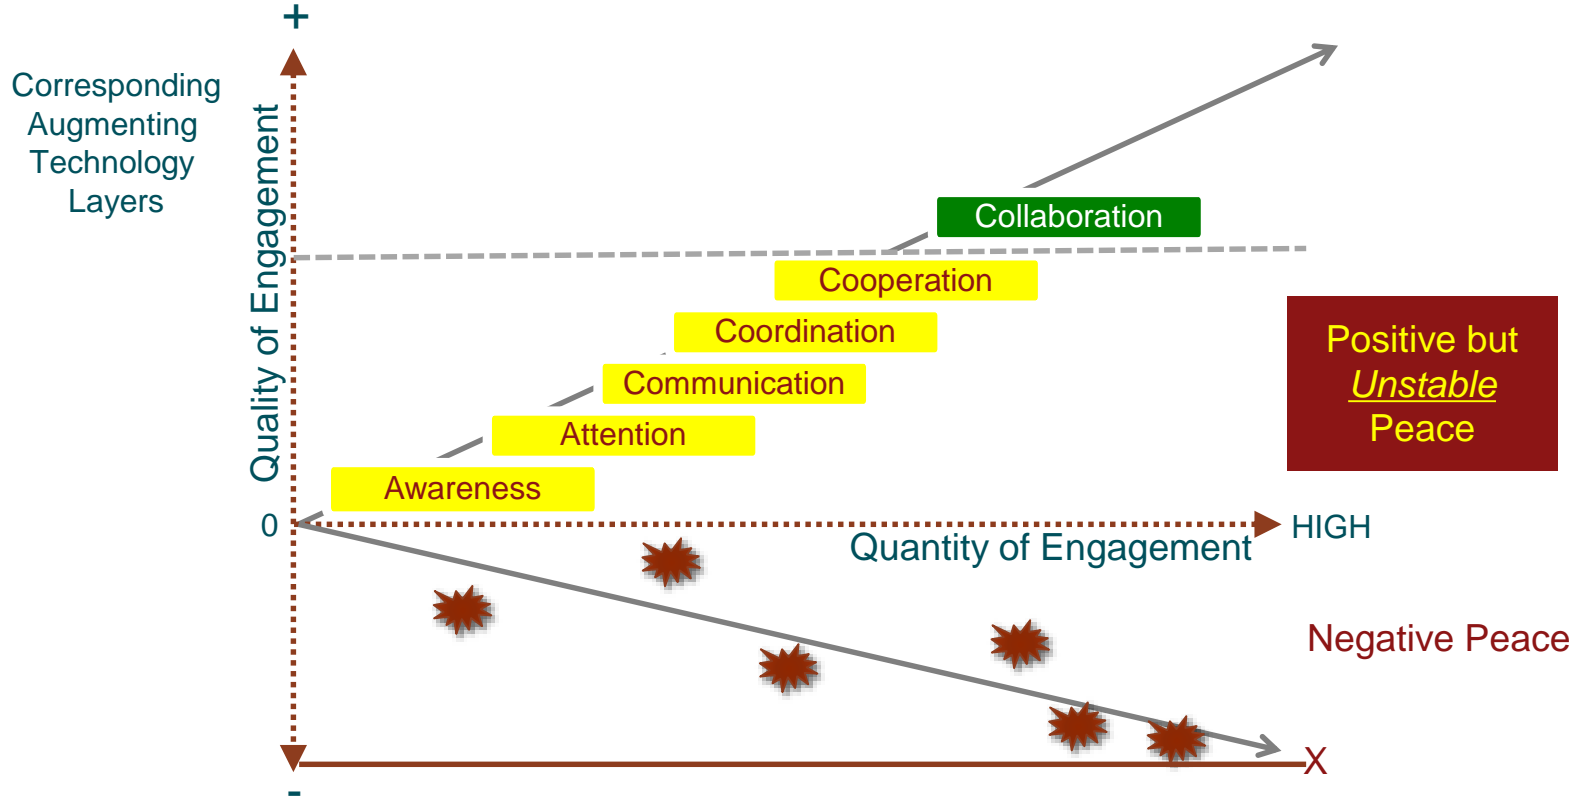 +
Corresponding
Augmenting
Technology
Layers
Quality of Engagement
Collaboration
Cooperation
Coordination
Communication
Attention
Awareness
Positive but
Unstable
Peace
0
HIGH
Quantity of Engagement
Negative Peace
X
-